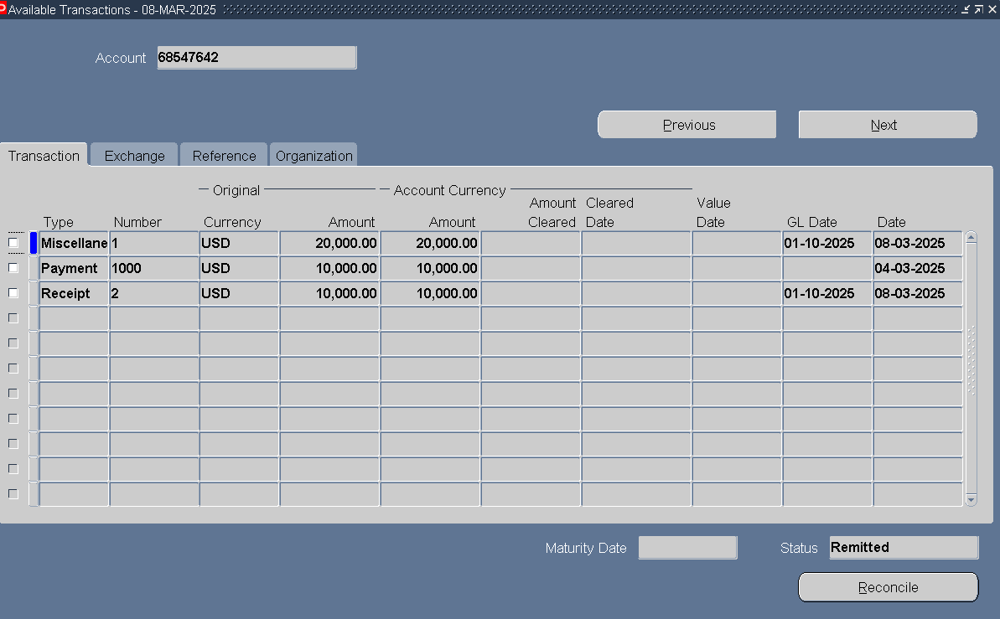 Available Transactions - 08-MAR-2025
Account 68547642
Previous Next
Transaction Exchange Reference Organization
Original Account Currency
Amount Cleared Value
Type Number Currency Amount Amount Cleared Date Date GL Date Date
Miscellane 1 USD 20,000.00 20,000.00 01-10-2025 08-03-2025
Payment 1000 USD 10,000.00 10,000.00 04-03-2025
Receipt 2 USD 10,000.00 10,000.00 01-10-2025 08-03-2025
Maturity Date Status Remitted
Reconcile